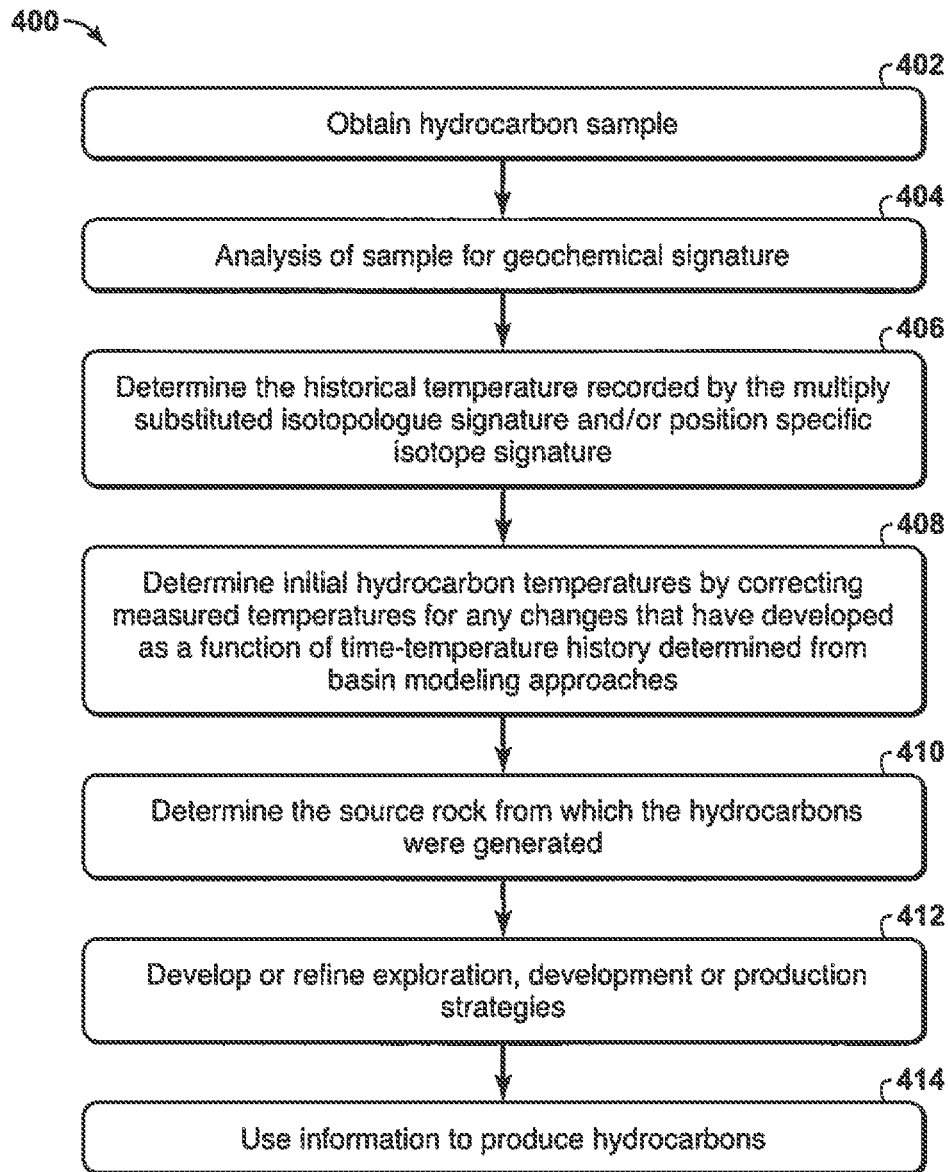 400
402
Obtain hydrocarbon sample
404
Analysis of sample for geochemical signature
406
Determine the historical temperature recorded by the multiply
substituted isotopologue signature and/or position specific
isotope signature
408
Determine initial hydrocarbon temperatures by correcting
measured temperatures for any changes that have developed
as a function of time-temperature history determined from
basin modeling approaches
410
Determine the source rock from which the hydrocarbons
were generated
412
Develop or refine exploration, development or production
strategies
414
Use information to produce hydrocarbons